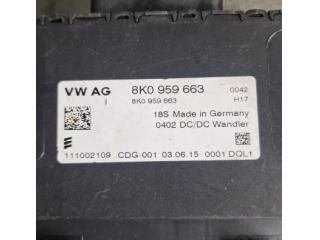 VW AG 8K0 959 663 0042
8K0 959 663 H17
18S Made in Germany
0402 DC/DC Wandler
111002109 CDG-001 03.06.15 0001 DQL1